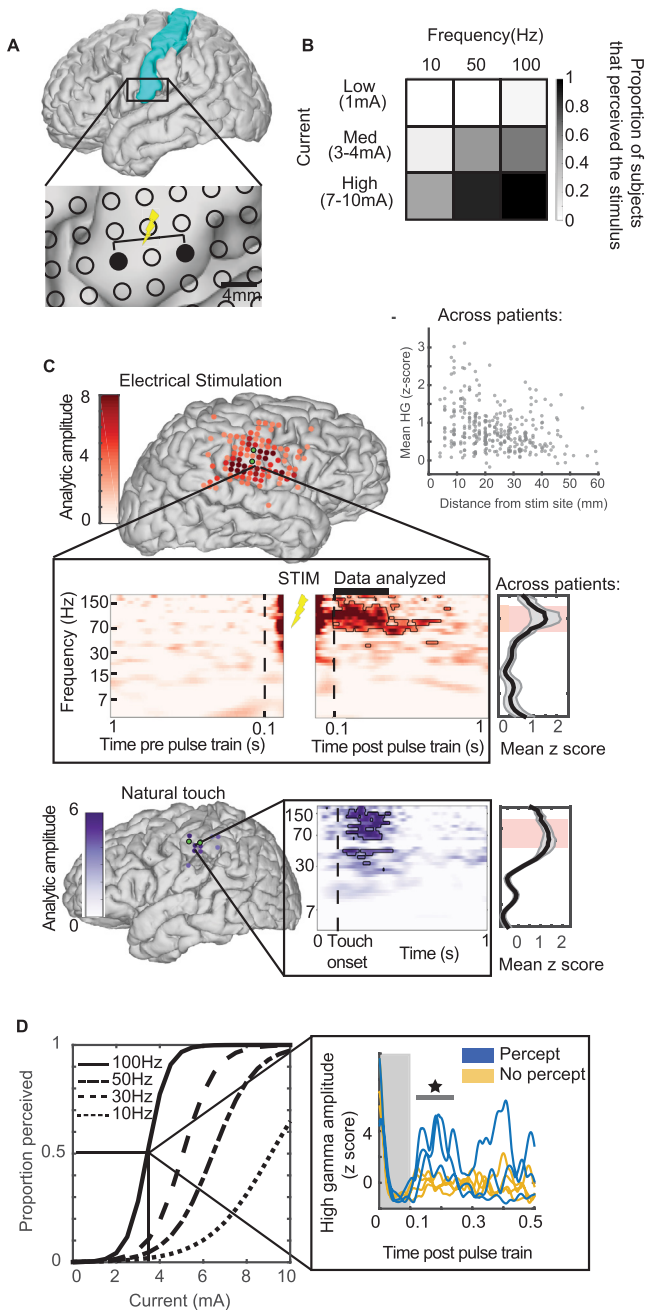 A
4mm
B
Frequency(Hz)
10 50 100
Current
Low
(1mA)
Med
(3-4mA)
High
(7-10mA)
1
0.8
0.6
0.4
0.2
0
Proportion of subjects
that perceived the stimulus
C
Electrical Stimulation
Analytic amplitude
8
4
0
-
Across patients:
Mean HG (z-score)
3
2
1
0
0 10 20 30 40 50 60
Distance from stim site (mm)
STIM
Data analyzed
Frequency (Hz)
150
70
30
15
7
1 0.1
Time pre pulse train (s)
0.1 1
Time post pulse train (s)
Across patients:
0 1 2
Mean z score
Natural touch
Analytic amplitude
6
0
150
70
30
7
0 Touch
onset
Time (s)
1
0 1 2
Mean z score
D
Proportion perceived
1
0.5
0
100Hz
50Hz
30Hz
10Hz
0 2 4 6 8 10
Current (mA)
High gamma amplitude
(z score)
4
0
Percept
No percept
★
0 0.1 0.3 0.5
Time post pulse train